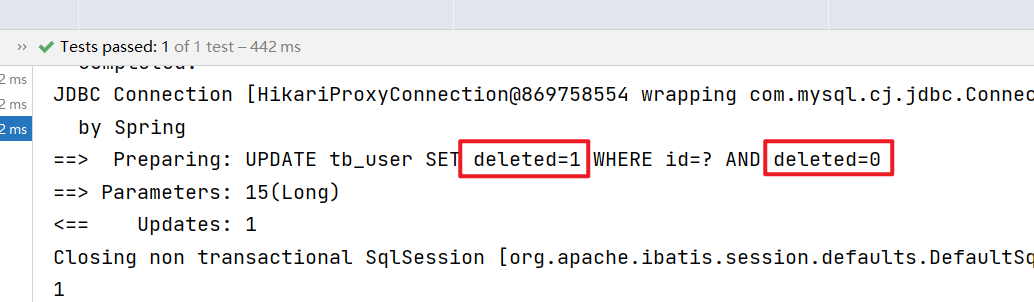 ›› ✔ Tests passed: 1 of 1 test – 442 ms
2 ms
JDBC Connection [HikariProxyConnection@869758554 wrapping com.mysql.cj.jdbc.Connec
2 ms
by Spring
2 ms
==>  Preparing: UPDATE tb_user SET deleted=1 WHERE id=? AND deleted=0
==> Parameters: 15(Long)
<==    Updates: 1
Closing non transactional SqlSession [org.apache.ibatis.session.defaults.DefaultSq
1